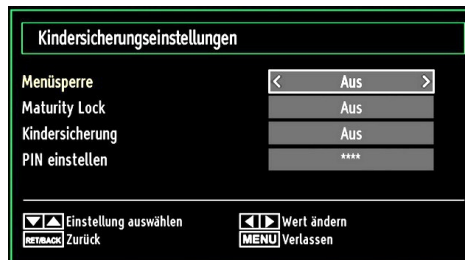 Kindersicherungseinstellungen
Menüsperre < Aus >
Maturity Lock Aus
Kindersicherung Aus
PIN einstellen ****
Einstellung auswählen Wert ändern
RET/BACK Zurück MENU Verlassen